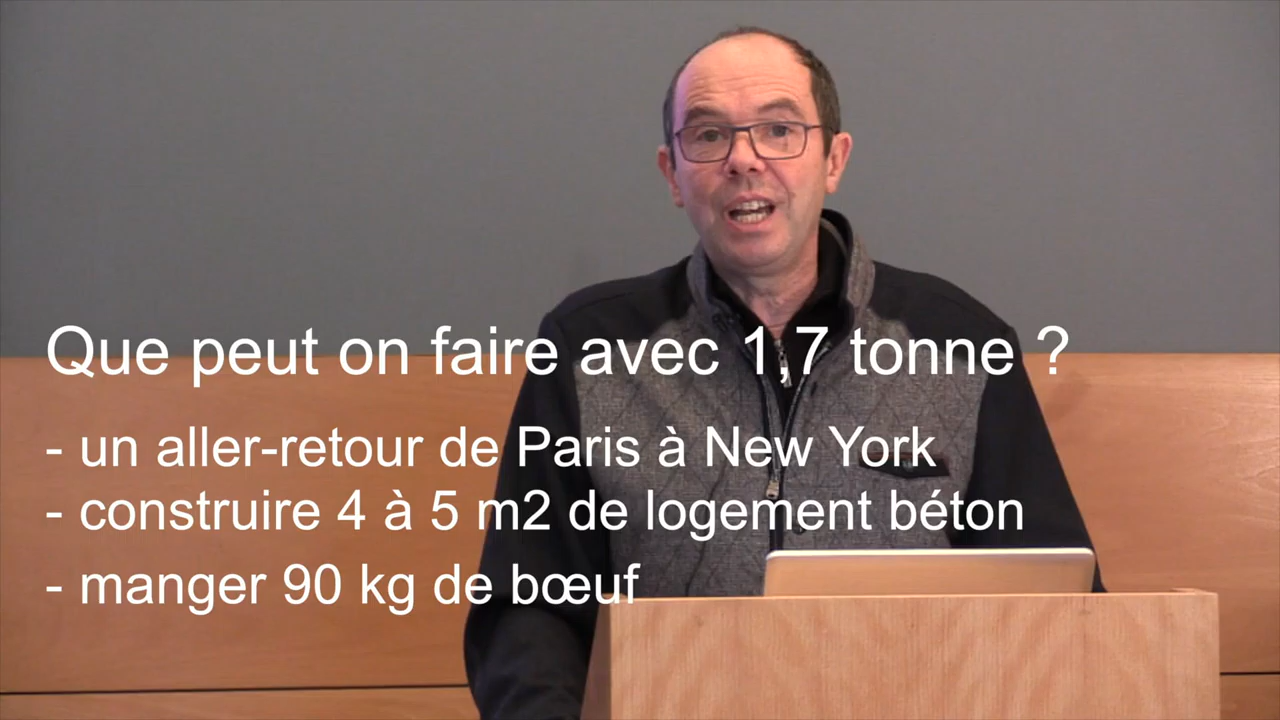 Que peut on faire avec 1,7 tonne ?
- un aller-retour de Paris à New York
- construire 4 à 5 m2 de logement béton
- manger 90 kg de bœuf